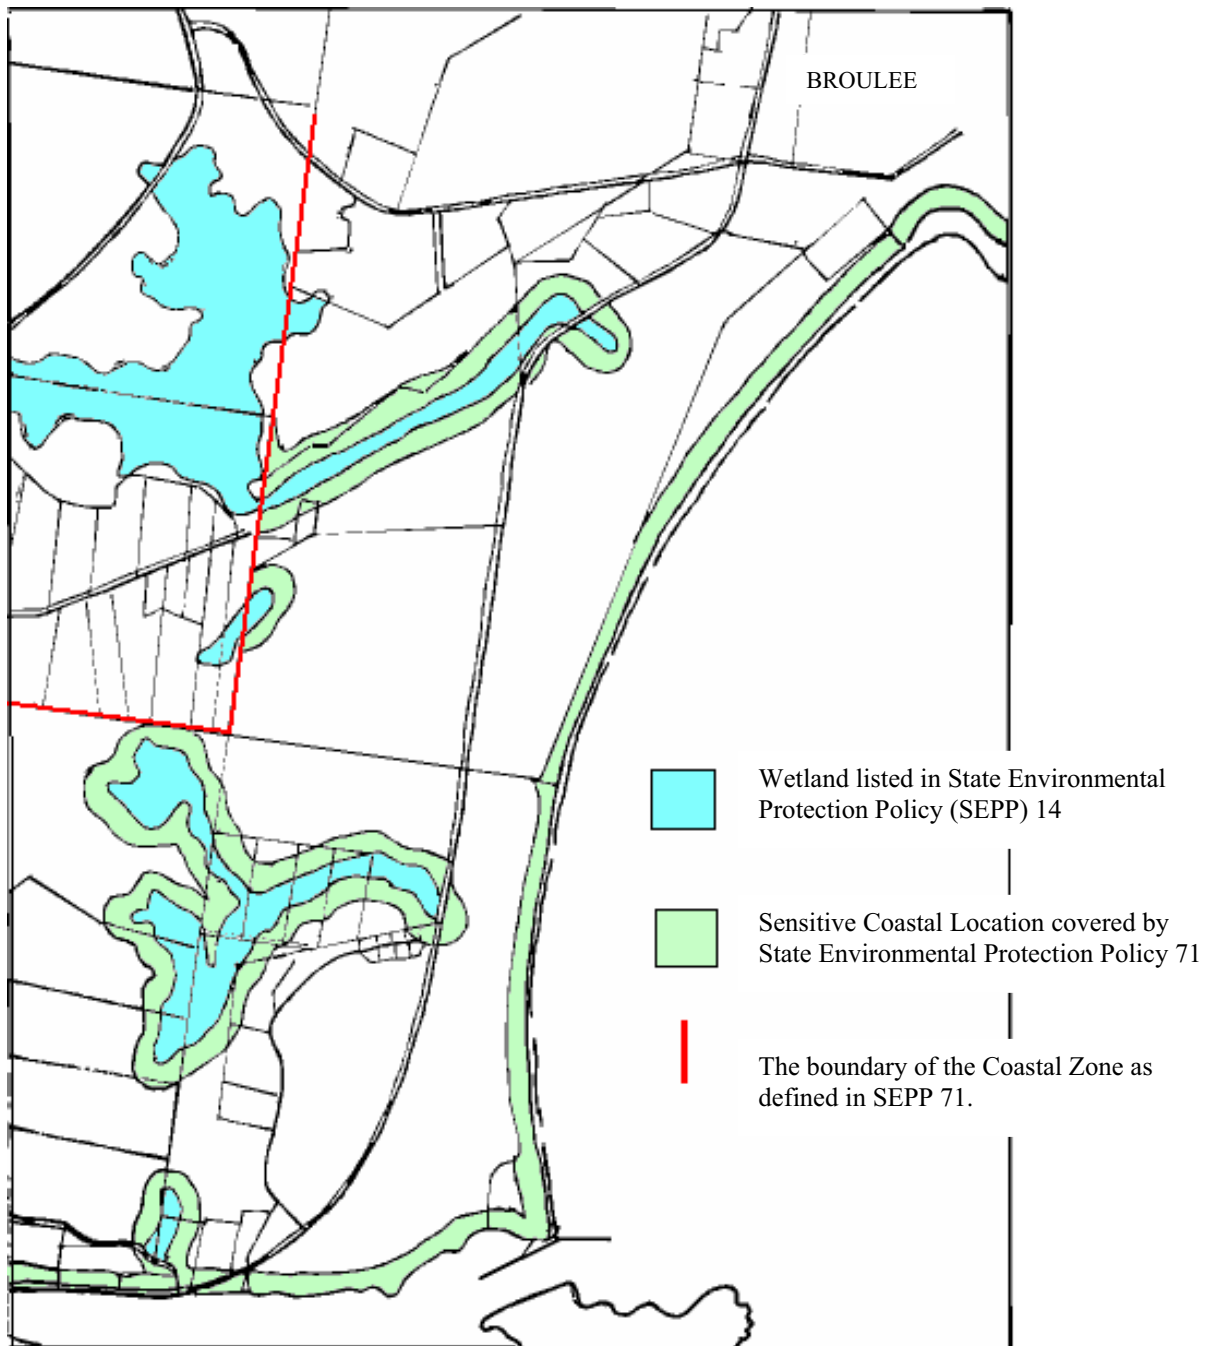 BROULEE
Wetland listed in State Environmental
Protection Policy (SEPP) 14
Sensitive Coastal Location covered by
State Environmental Protection Policy 71
The boundary of the Coastal Zone as
defined in SEPP 71.